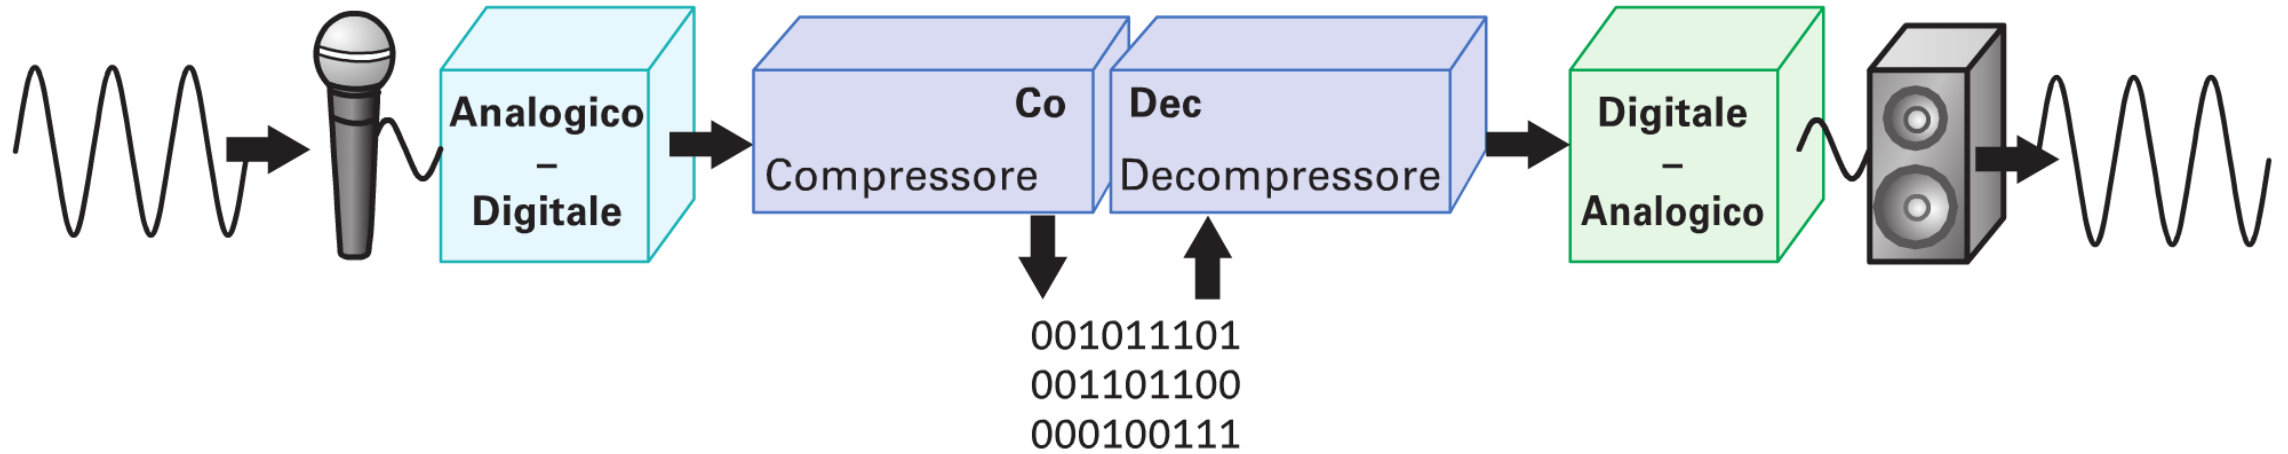 Analogico
–
Digitale
Co
Compressore
Dec
Decompressore
001011101
001101100
000100111
Digitale
–
Analogico